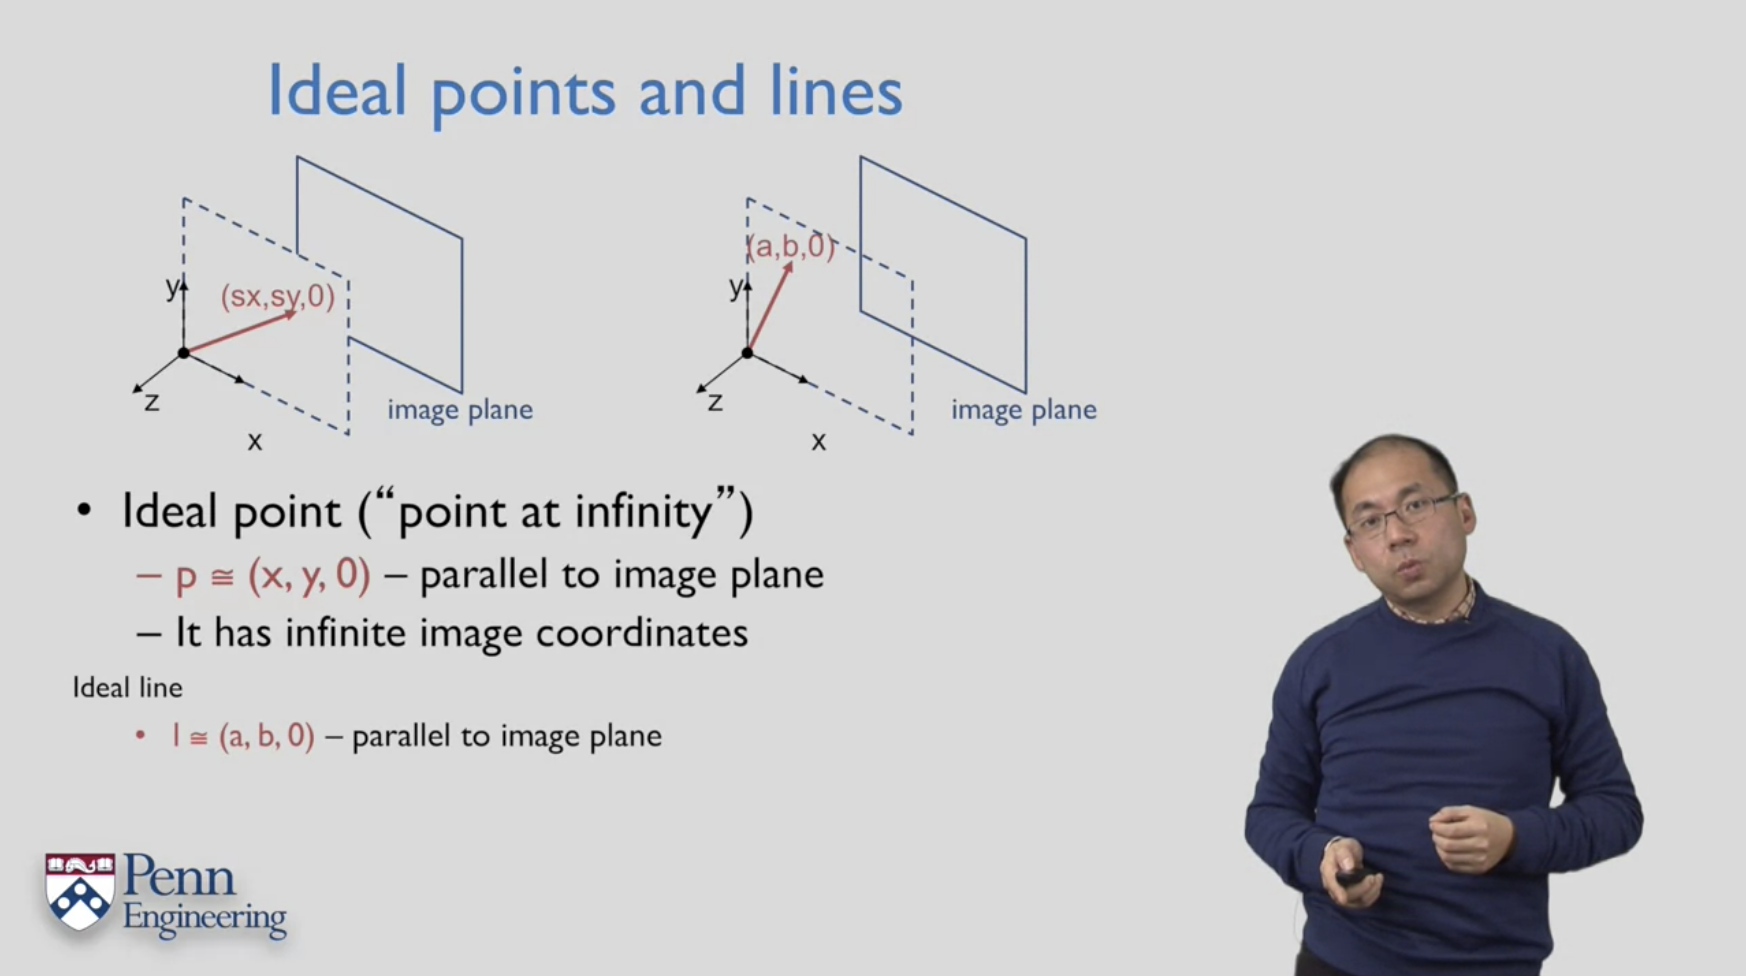 Ideal points and lines
y
(sx,sy,0)
z
x
image plane
(a,b,0)
y
z
x
image plane
• Ideal point (“point at infinity”)
– p ≅ (x, y, 0) – parallel to image plane
– It has infinite image coordinates
Ideal line
• l ≅ (a, b, 0) – parallel to image plane
Penn
Engineering